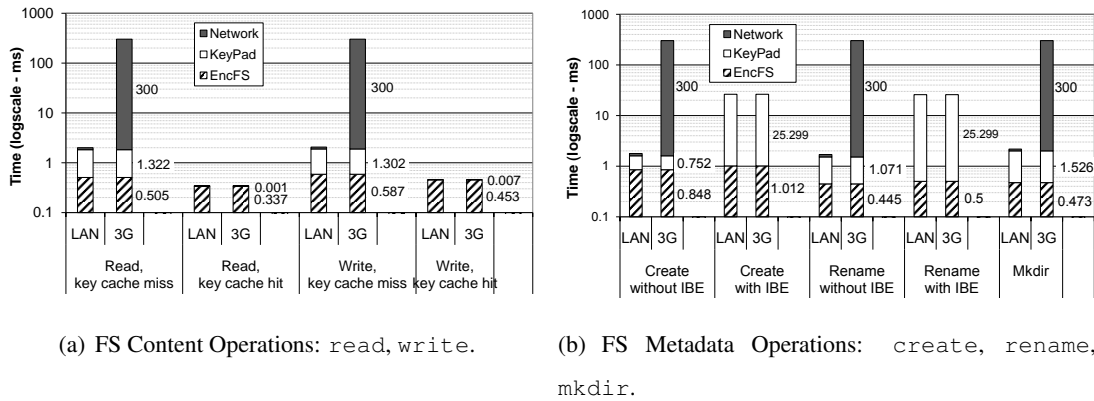 1000
100
10
1
0.1
Time (logscale - ms)
Network
KeyPad
EncFS
300
1.322
0.505
0.001
0.337
300
1.302
0.587
0.007
0.453
LAN 3G LAN 3G LAN 3G LAN 3G
Read, key cache miss
Read, key cache hit
Write, key cache miss
Write, key cache hit
(a) FS Content Operations: read, write.
1000
100
10
1
0.1
Time (logscale - ms)
Network
KeyPad
EncFS
300
0.752
0.848
25.299
1.012
300
1.071
0.445
25.299
0.5
300
1.526
0.473
LAN 3G LAN 3G LAN 3G LAN 3G LAN 3G
Create without IBE
Create with IBE
Rename without IBE
Rename with IBE
Mkdir
(b) FS Metadata Operations: create, rename,
mkdir.